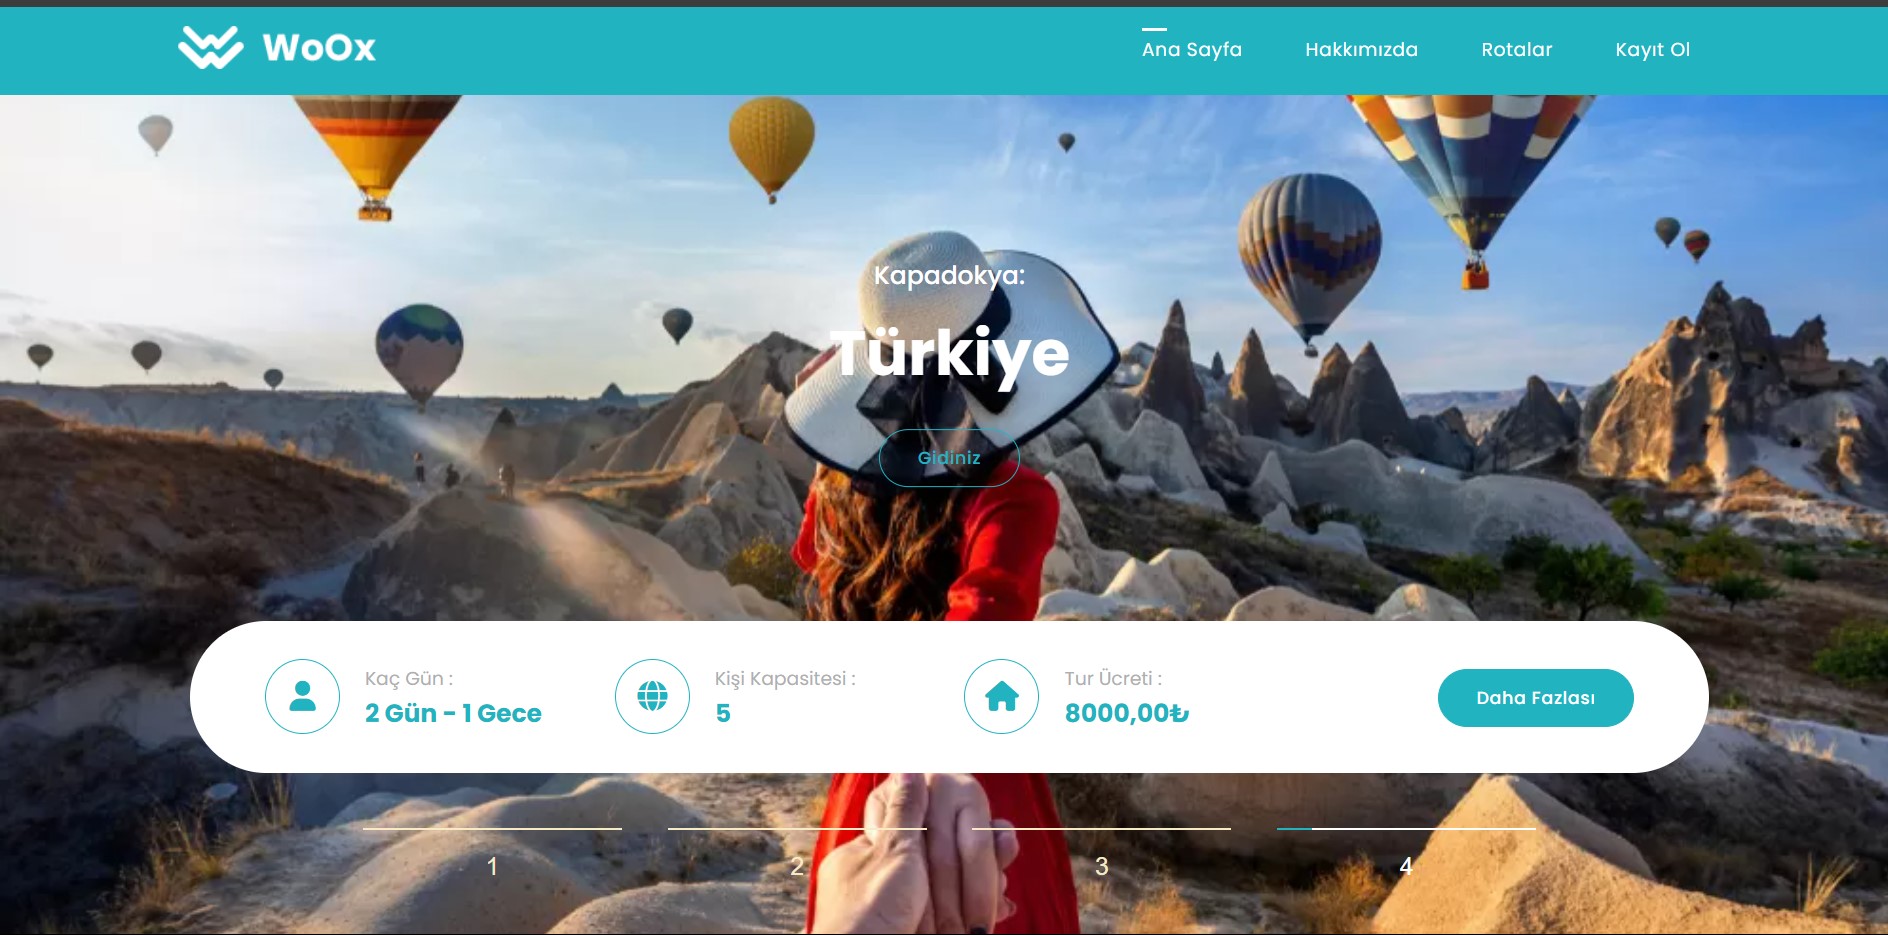 WoOx
Ana Sayfa
Hakkımızda
Rotalar
Kayıt Ol
Kapadokya:
Türkiye
Gidiniz
Kaç Gün :
2 Gün - 1 Gece
Kişi Kapasitesi :
5
Tur Ücreti :
8000,00₺
Daha Fazlası
1
2
3
4